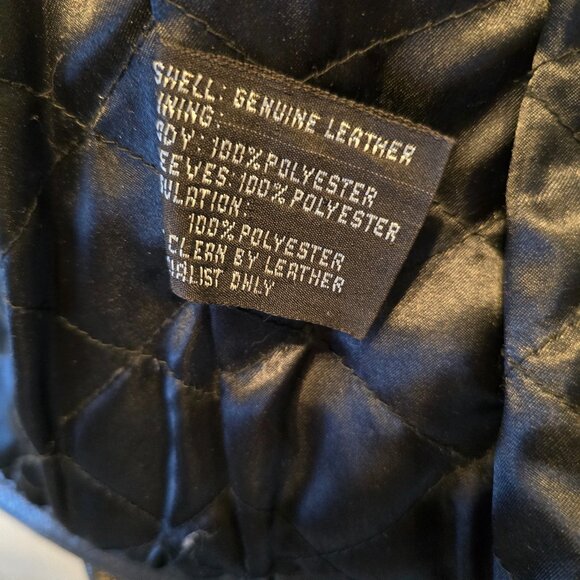 SHELL: GENUINE LEATHER
INING:
ODY: 100% POLYESTER
EEVES 100% POLYESTER
ULATION:
100% POLYESTER
CLEAN BY LEATHER
IALIST ONLY